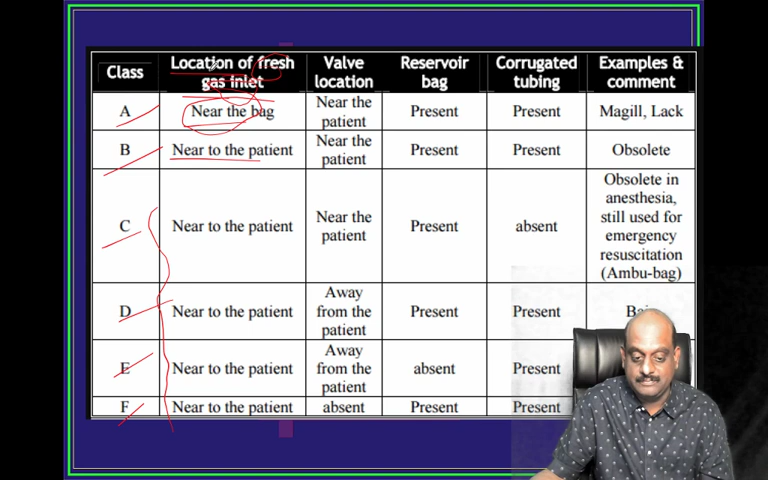 Class
Location of fresh
gas inlet
Valve
location
Reservoir
bag
Corrugated
tubing
Examples &
comment
A
Near the bag
Near the
patient
Present
Present
Magill, Lack
B
Near to the patient
Near the
patient
Present
Present
Obsolete
C
Near to the patient
Near the
patient
Present
absent
Obsolete in
anesthesia,
still used for
emergency
resuscitation
(Ambu-bag)
D
Near to the patient
Away
from the
patient
Present
Present
E
Near to the patient
Away
from the
patient
absent
Present
F
Near to the patient
absent
Present
Present